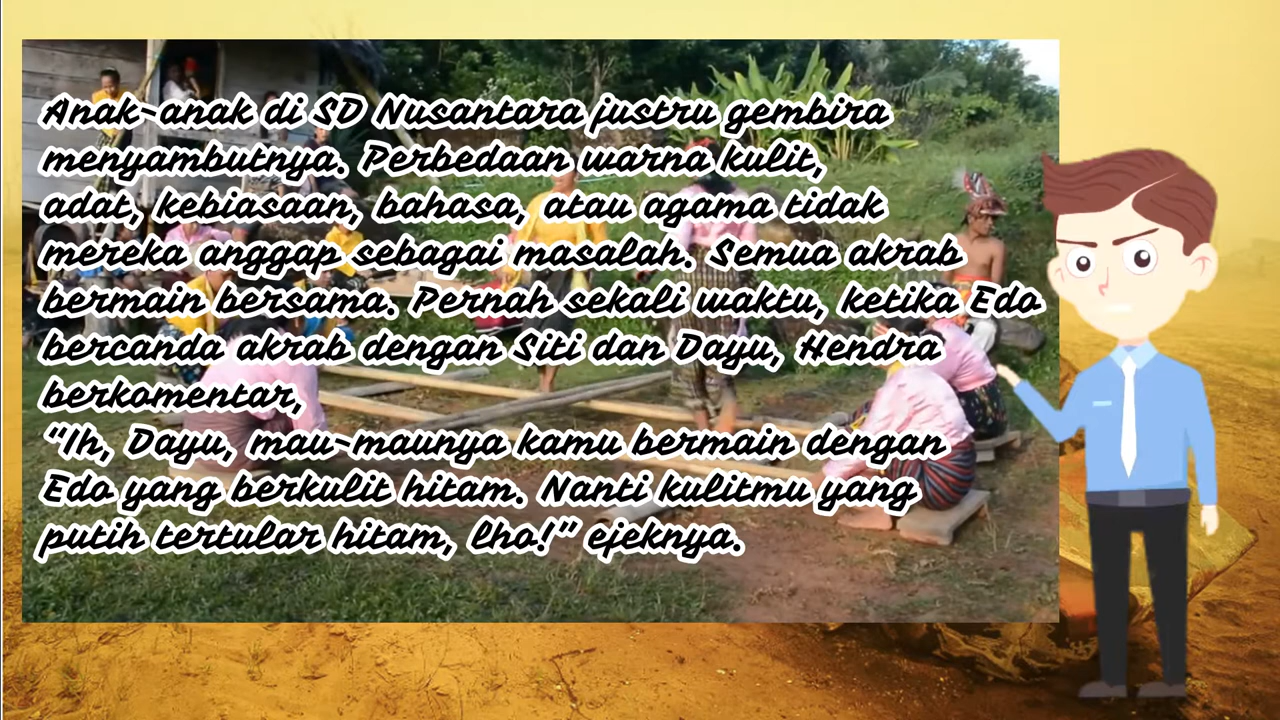 Anak-anak di SD Nusantara justru gembira
menyambutnya. Perbedaan warna kulit,
adat, kebiasaan, bahasa, atau agama tidak
mereka anggap sebagai masalah. Semua akrab
bermain bersama. Pernah sekali waktu, ketika Edo
bercanda akrab dengan Siti dan Dayu, Hendra
berkomentar,
“Ih, Dayu, mau-maunya kamu bermain dengan
Edo yang berkulit hitam. Nanti kulitmu yang
putih tertular hitam, lho!” ejeknya.